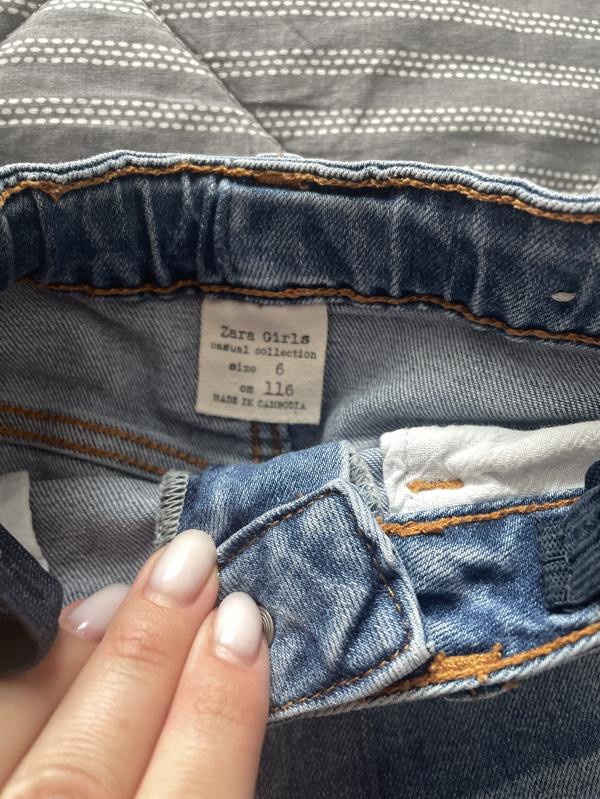 Zara Girls
casual collection
size 6
cm 116
MADE IN CAMBODIA